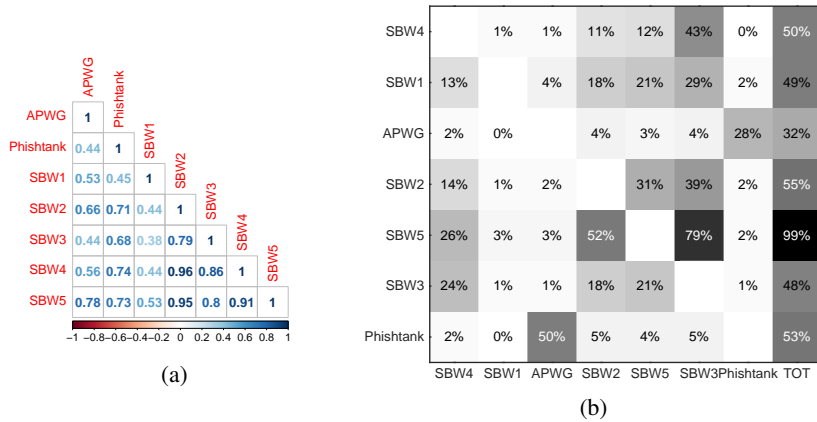 APWG
Phishtank
SBW1
SBW2
SBW3
SBW4
SBW5
APWG 1
Phishtank 0.44 1
SBW1 0.53 0.45 1
SBW2 0.66 0.71 0.44 1
SBW3 0.44 0.68 0.38 0.79 1
SBW4 0.56 0.74 0.44 0.96 0.86 1
SBW5 0.78 0.73 0.53 0.95 0.8 0.91 1
−1 −0.8 −0.6 −0.4 −0.2 0 0.2 0.4 0.6 0.8 1
(a)
SBW4 1% 1% 11% 12% 43% 0% 50%
SBW1 13% 4% 18% 21% 29% 2% 49%
APWG 2% 0% 4% 3% 4% 28% 32%
SBW2 14% 1% 2% 31% 39% 2% 55%
SBW5 26% 3% 3% 52% 79% 2% 99%
SBW3 24% 1% 1% 18% 21% 1% 48%
Phishtank 2% 0% 50% 5% 4% 5% 53%
SBW4 SBW1 APWG SBW2 SBW5 SBW3 Phishtank TOT
(b)